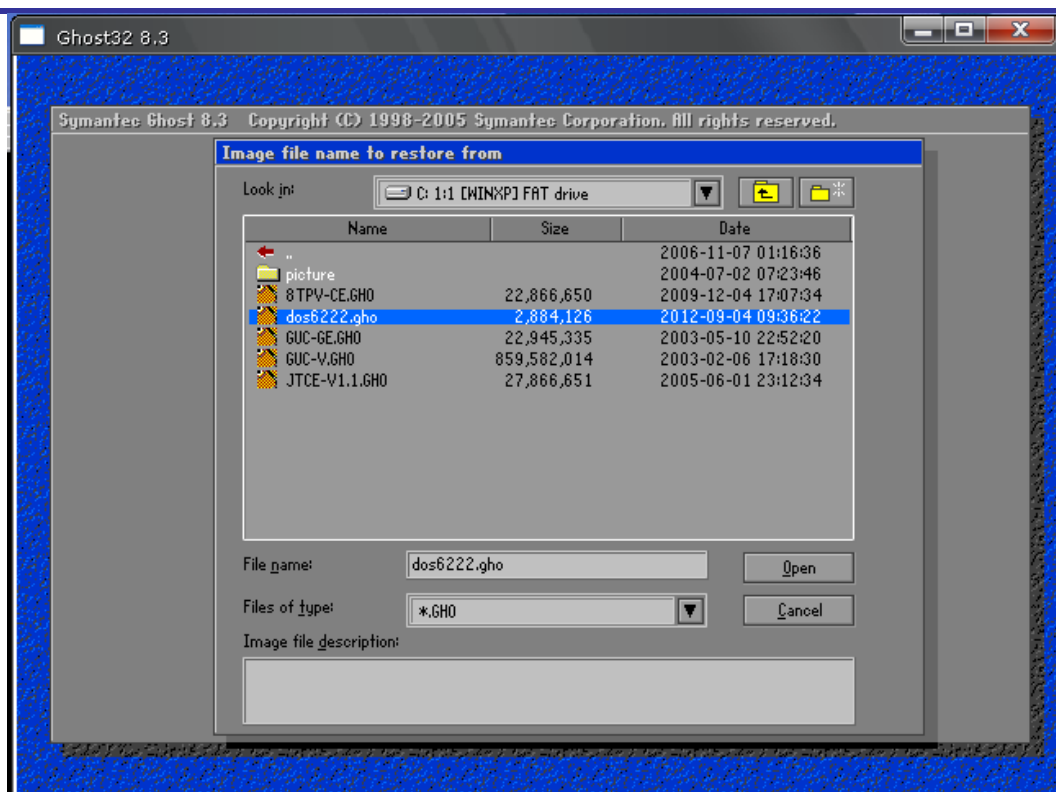 Ghost32 8.3
Symantec Ghost 8.3 Copyright (C) 1998-2005 Symantec Corporation. All rights reserved.
Image file name to restore from
Look in: C: 1:1 [WINXP] FAT drive
Name Size Date
.. 2006-11-07 01:16:36
picture 2004-07-02 07:23:46
8TPV-CE.GHO 22,866,650 2009-12-04 17:07:34
dos6222.gho 2,884,126 2012-09-04 09:36:22
GUC-GE.GHO 22,945,335 2003-05-10 22:52:20
GUC-V.GHO 859,582,014 2003-02-06 17:18:30
JTCE-V1.1.GHO 27,866,651 2005-06-01 23:12:34
File name: dos6222.gho Open
Files of type: *.GHO Cancel
Image file description: